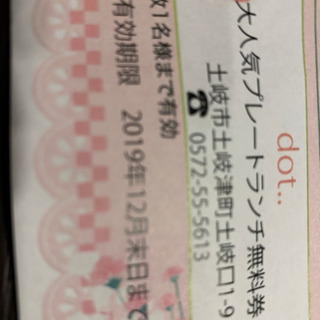 dot..
大人気プレートランチ無料券
土岐市土岐津町土岐口1-9
☎ 0572-55-5613
枚1名様まで有効
有効期限 2019年12月末日まで